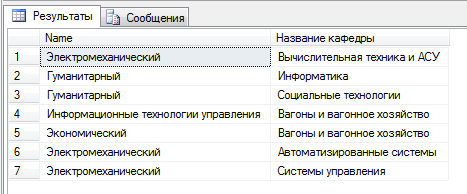 Результаты Сообщения
Name Название кафедры
1 Электромеханический Вычислительная техника и АСУ
2 Гуманитарный Информатика
3 Гуманитарный Социальные технологии
4 Информационные технологии управления Вагоны и вагонное хозяйство
5 Экономический Вагоны и вагонное хозяйство
6 Электромеханический Автоматизированные системы
7 Электромеханический Системы управления